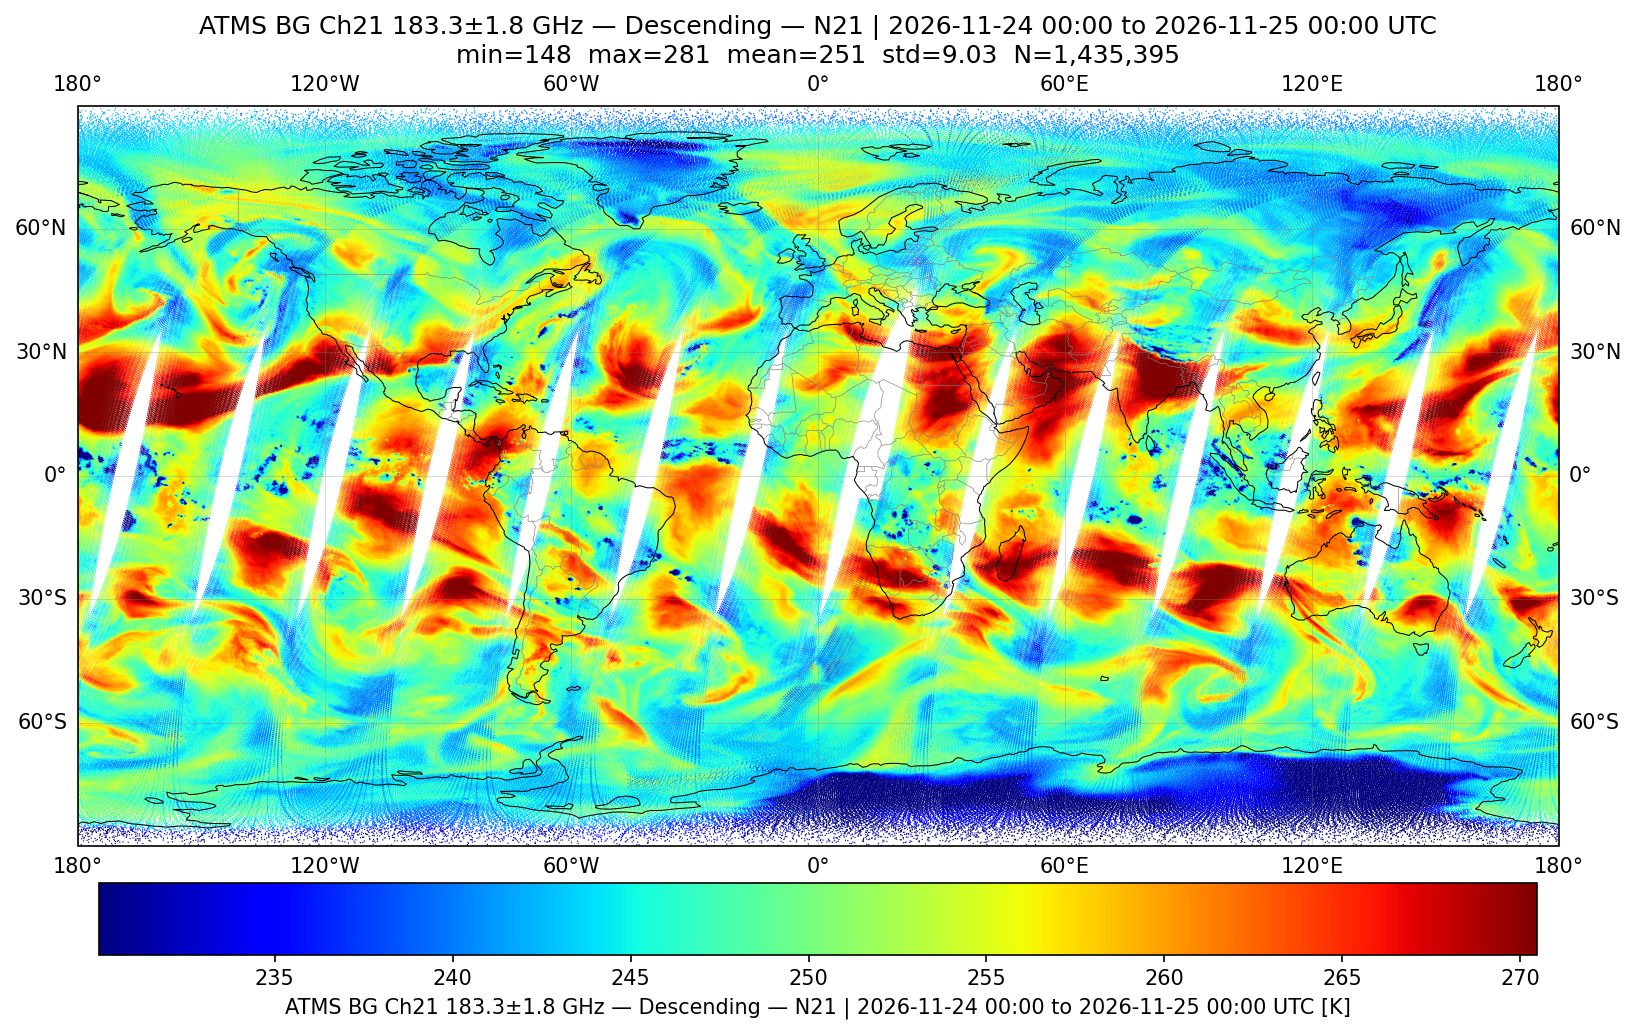 ATMS BG Ch21 183.3±1.8 GHz — Descending — N21 | 2026-11-24 00:00 to 2026-11-25 00:00 UTC
min=148 max=281 mean=251 std=9.03 N=1,435,395
180° 120°W 60°W 0° 60°E 120°E 180°
60°N 60°N
30°N 30°N
0° 0°
30°S 30°S
60°S 60°S
180° 120°W 60°W 0° 60°E 120°E 180°
235 240 245 250 255 260 265 270
ATMS BG Ch21 183.3±1.8 GHz — Descending — N21 | 2026-11-24 00:00 to 2026-11-25 00:00 UTC [K]